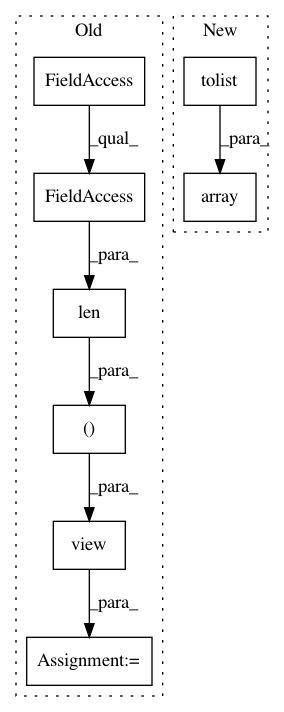 Old
FieldAccess
_qual_
FieldAccess
_para_
len
_para_
()
_para_
view
_para_
Assignment:=
New
tolist
_para_
array